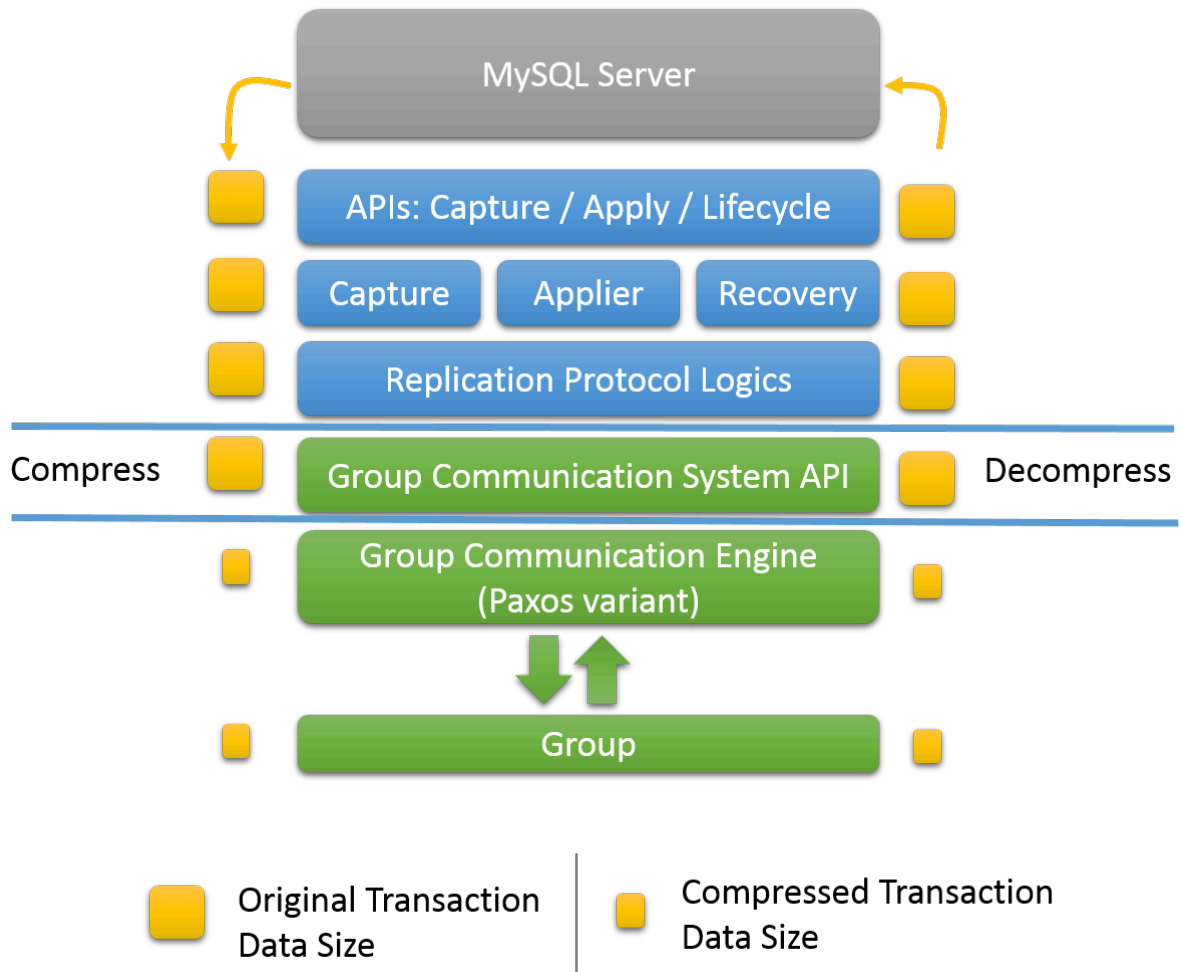 MySQL Server
APIs: Capture / Apply / Lifecycle
Capture
Applier
Recovery
Replication Protocol Logics
Compress
Group Communication System API
Decompress
Group Communication Engine
(Paxos variant)
Group
Original Transaction
Data Size
Compressed Transaction
Data Size